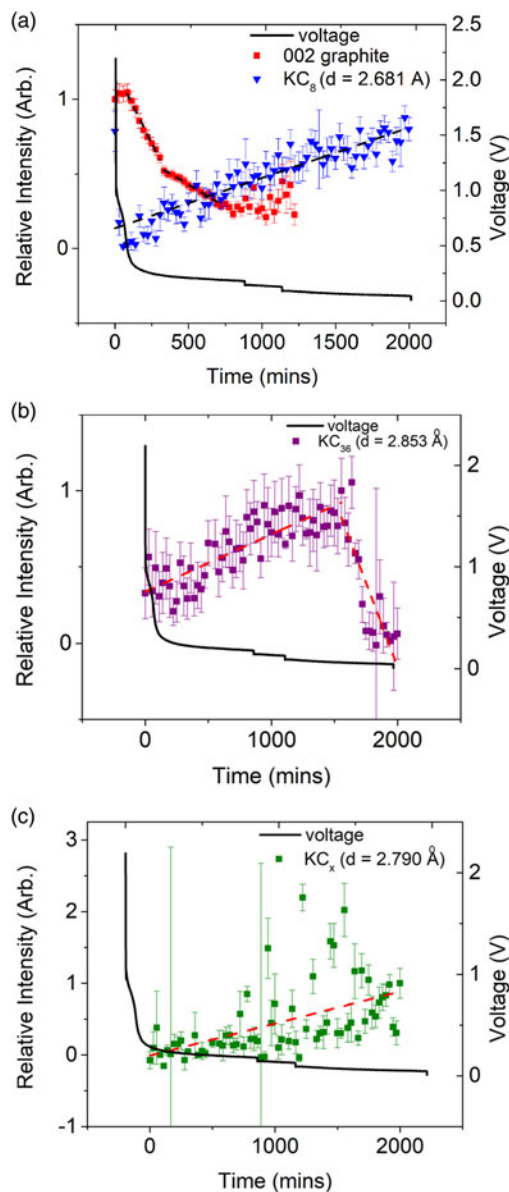 (a)
voltage
002 graphite
KC8 (d = 2.681 A)
Relative Intensity (Arb.)
1
0
2.5
2.0
1.5
1.0
0.5
0.0
Voltage (V)
0
500
1000
1500
2000
Time (mins)
(b)
voltage
KC36 (d = 2.853 Å)
Relative Intensity (Arb.)
1
0
2
1
0
Voltage (V)
0
1000
2000
Time (mins)
(c)
voltage
KCx (d = 2.790 Å)
Relative Intensity (Arb.)
3
2
1
0
-1
2
1
0
Voltage (V)
0
1000
2000
Time (mins)